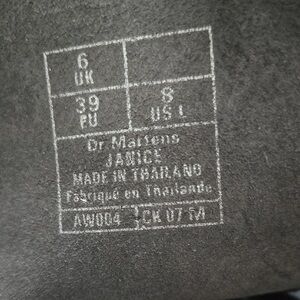 6
UK
39 8
EU US L
Dr Martens
JANICE
MADE IN THAILAND
Fabriqué en Thaïlande
AW004 CK 07 M